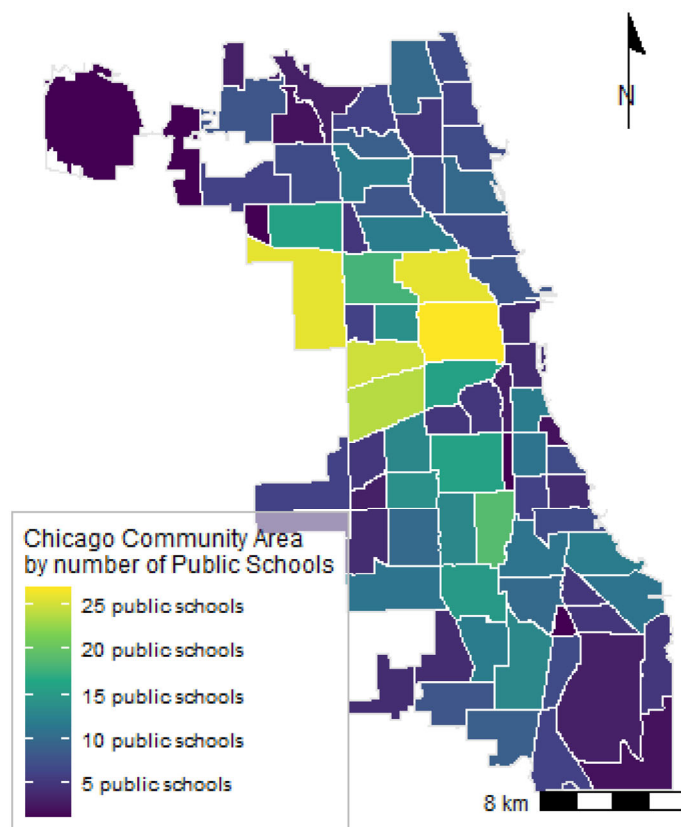 N
Chicago Community Area
by number of Public Schools
25 public schools
20 public schools
15 public schools
10 public schools
5 public schools
8 km